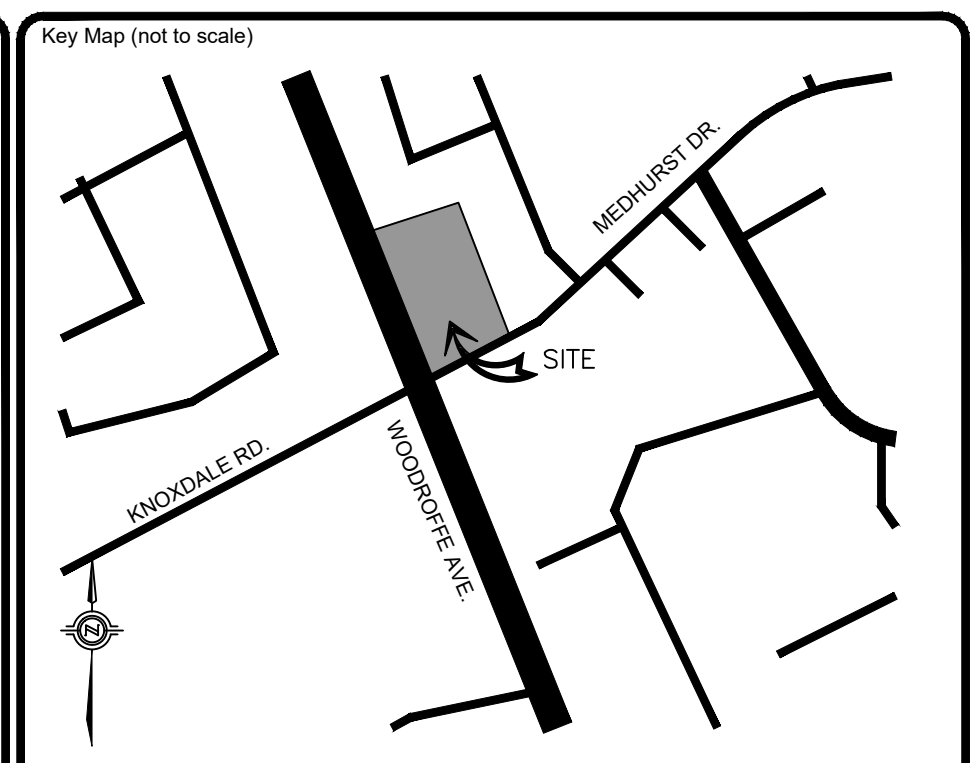 Key Map (not to scale)
MEDHURST DR.
SITE
KNOXDALE RD.
WOODROFFE AVE.
N